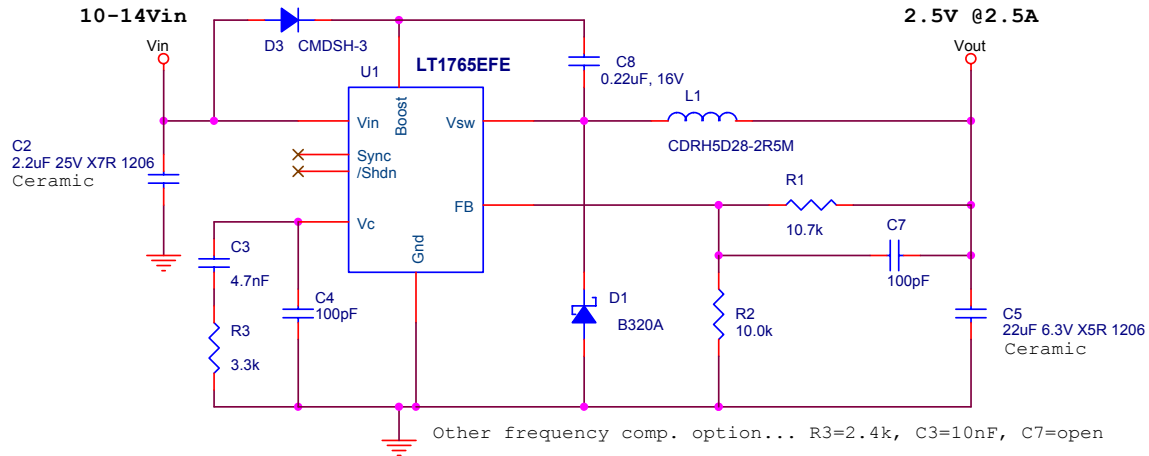 10-14Vin
2.5V @2.5A
Vin
D3 CMDSH-3
Vout
U1
LT1765EFE
C8
0.22uF, 16V
L1
CDRH5D28-2R5M
Vin
Boost
Vsw
Sync
/Shdn
FB
Vc
Gnd
C2
2.2uF 25V X7R 1206
Ceramic
R1
10.7k
C7
100pF
C3
4.7nF
C4
100pF
R3
3.3k
D1
B320A
R2
10.0k
C5
22uF 6.3V X5R 1206
Ceramic
Other frequency comp. option... R3=2.4k, C3=10nF, C7=open